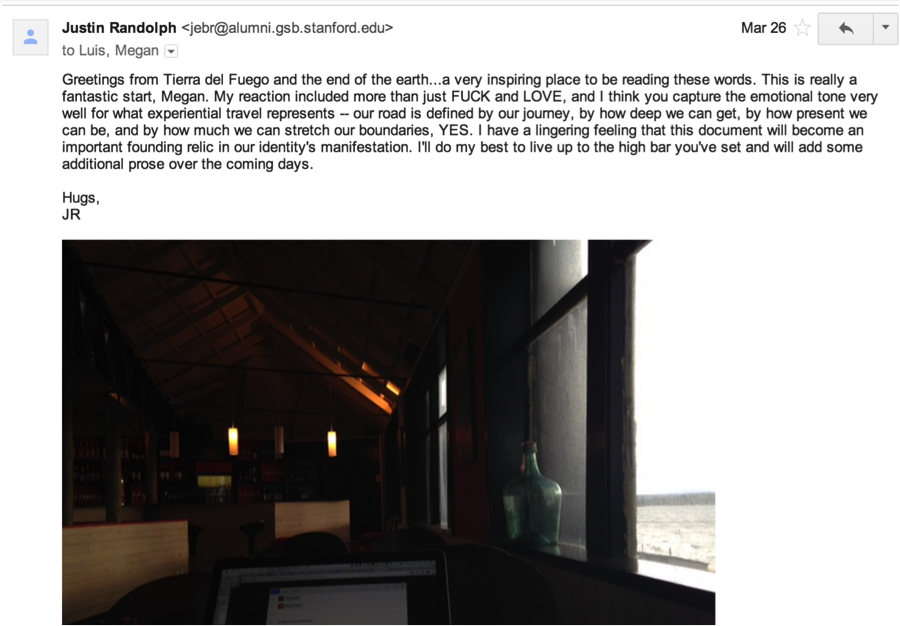 Justin Randolph <jebr@alumni.gsb.stanford.edu>
Mar 26
to Luis, Megan
Greetings from Tierra del Fuego and the end of the earth...a very inspiring place to be reading these words. This is really a
fantastic start, Megan. My reaction included more than just FUCK and LOVE, and I think you capture the emotional tone very
well for what experiential travel represents -- our road is defined by our journey, by how deep we can get, by how present we
can be, and by how much we can stretch our boundaries, YES. I have a lingering feeling that this document will become an
important founding relic in our identity's manifestation. I'll do my best to live up to the high bar you've set and will add some
additional prose over the coming days.
Hugs,
JR